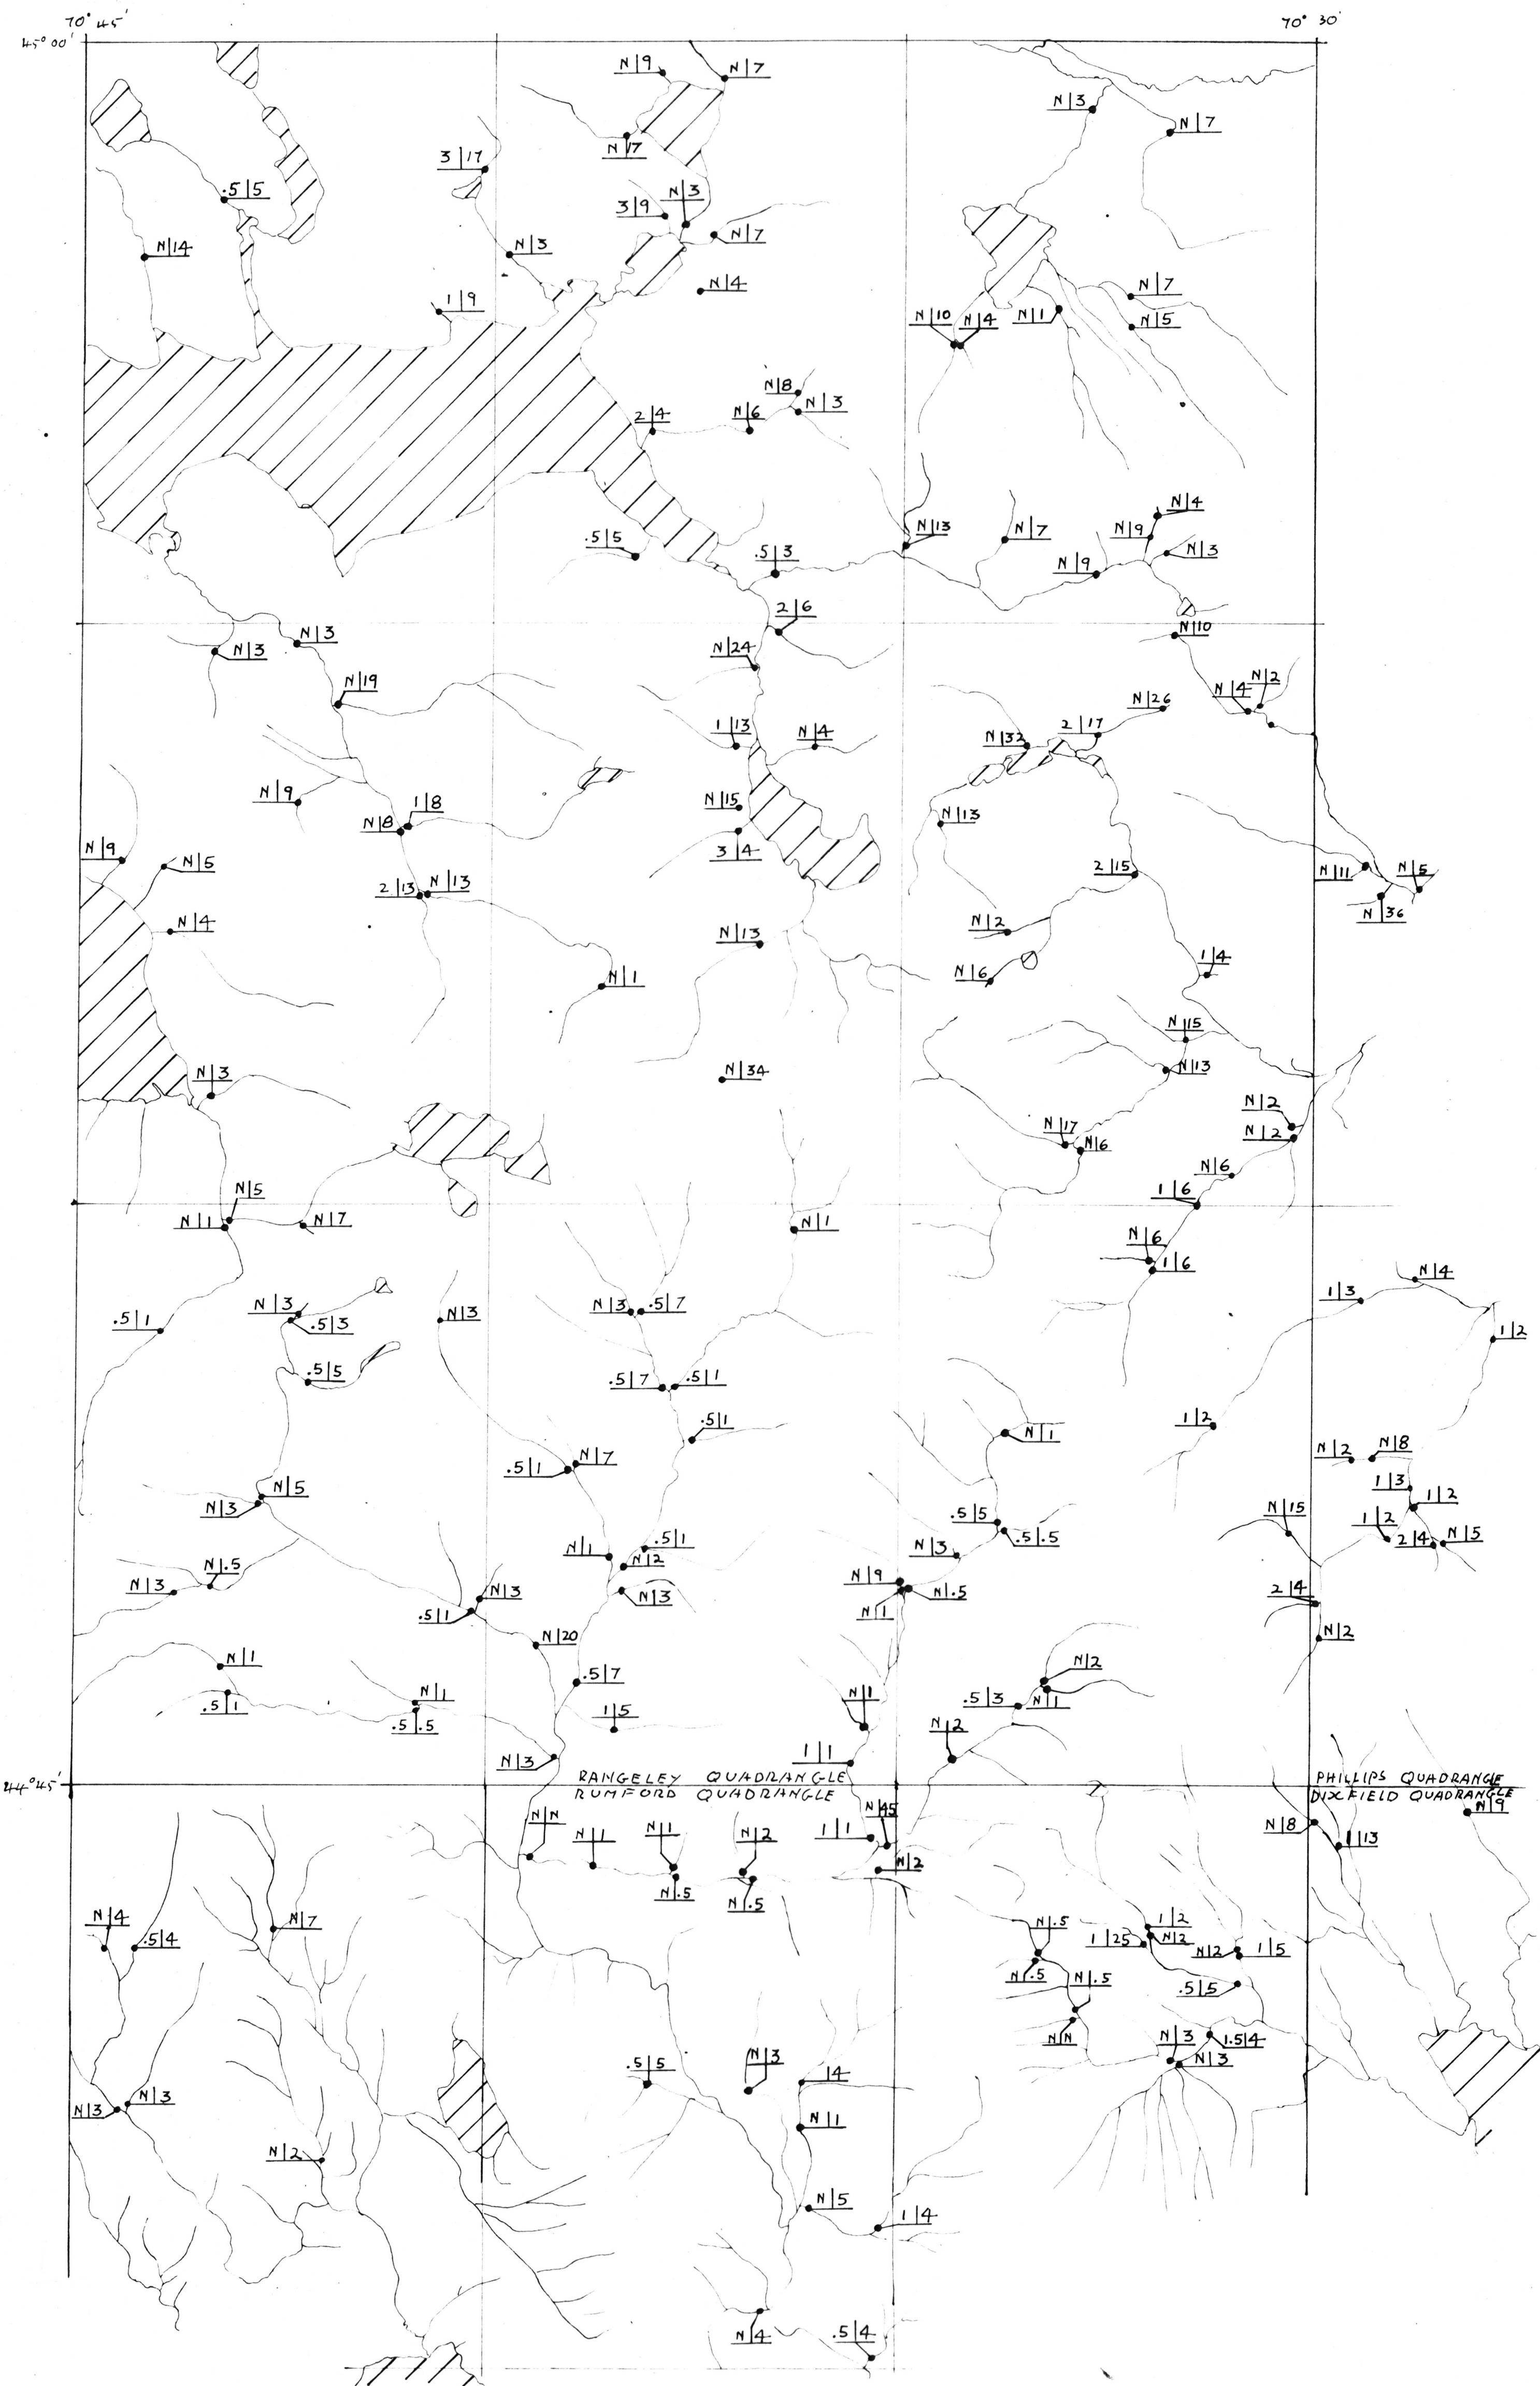 70° 45'
70° 30'
45° 00'
N|9
N|7
N|3
N|7
N|17
3|17
.5|5
3|9
N|3
N|7
N|14
N|3
N|4
1|9
N|7
N|10
N|4
N|1
N|5
N|8
N|3
2|4
N|6
N|4
N|13
N|7
N|9
N|3
.5|5
.5|3
N|9
2|6
N|10
N|3
N|3
N|24
N|19
N|4
N|2
N|26
1|13
N|4
N|32
2|17
N|9
1|8
N|8
N|15
N|13
3|4
N|9
N|5
2|13
N|13
2|15
N|11
N|5
N|36
N|4
N|13
N|2
N|1
N|6
1|4
N|15
N|3
N|34
N|13
N|2
N|2
N|17
N|6
N|6
N|5
1|6
N|1
N|7
N|1
N|6
1|6
N|4
N|3
.5|3
N|3
N|3
.5|7
1|3
.5|1
1|2
.5|5
.5|7
.5|1
.5|1
1|2
N|1
N|7
.5|1
N|2
N|8
N|5
N|3
1|3
1|2
N|15
1|2
2|4
N|5
.5|5
.5|.5
N|1
.5|1
N|2
N|3
N|.5
N|3
N|3
N|3
.5|1
N|9
N|.5
N|1
2|4
N|20
N|2
N|1
.5|7
N|2
.5|1
N|1
.5|.5
1|5
N|1
.5|3
N|1
N|3
1|1
N|2
44° 45'
RANGELEY QUADRANGLE
RUMFORD QUADRANGLE
PHILLIPS QUADRANGLE
DIXFIELD QUADRANGLE
N|9
N|N
N|1
N|1
N|2
1|1
N|45
N|8
1|13
N|2
N|.5
N|.5
N|4
.5|4
N|7
N|.5
1|2
1|25
N|2
N|2
1|5
N|.5
N|.5
.5|5
N|N
N|3
1.5|4
N|3
.5|5
N|3
14
N|3
N|3
N|1
N|2
N|5
1|4
N|4
.5|4